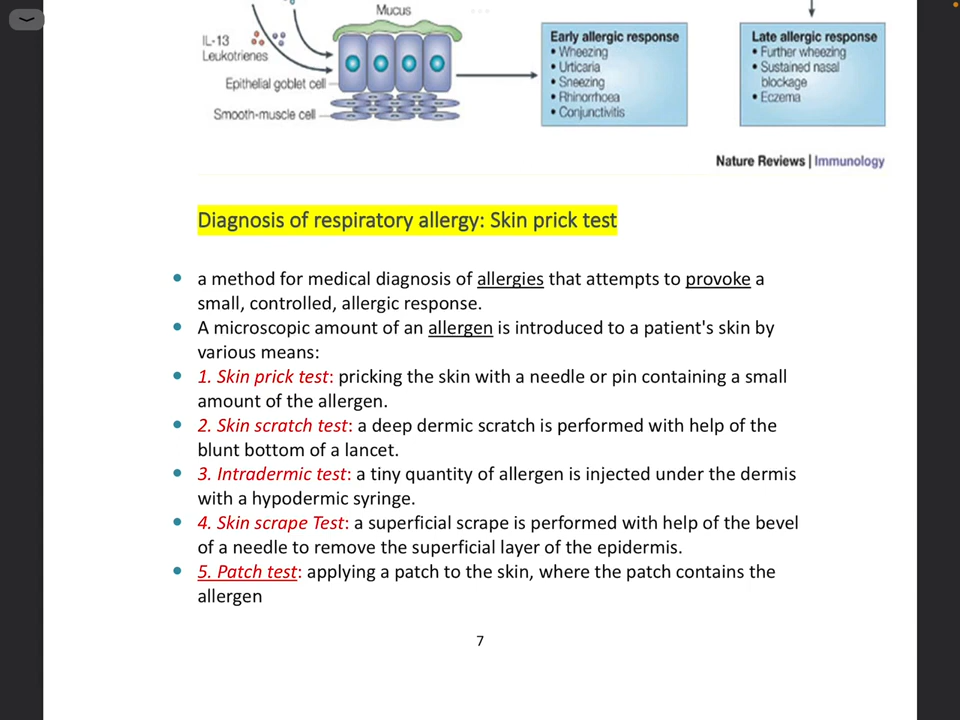 Mucus
IL-13
Leukotrienes
Epithelial goblet cell
Smooth-muscle cell
Early allergic response
• Wheezing
• Urticaria
• Sneezing
• Rhinorrhoea
• Conjunctivitis
Late allergic response
• Further wheezing
• Sustained nasal
blockage
• Eczema
Nature Reviews | Immunology
Diagnosis of respiratory allergy: Skin prick test
• a method for medical diagnosis of allergies that attempts to provoke a
small, controlled, allergic response.
• A microscopic amount of an allergen is introduced to a patient's skin by
various means:
• 1. Skin prick test: pricking the skin with a needle or pin containing a small
amount of the allergen.
• 2. Skin scratch test: a deep dermic scratch is performed with help of the
blunt bottom of a lancet.
• 3. Intradermic test: a tiny quantity of allergen is injected under the dermis
with a hypodermic syringe.
• 4. Skin scrape Test: a superficial scrape is performed with help of the bevel
of a needle to remove the superficial layer of the epidermis.
• 5. Patch test: applying a patch to the skin, where the patch contains the
allergen
7